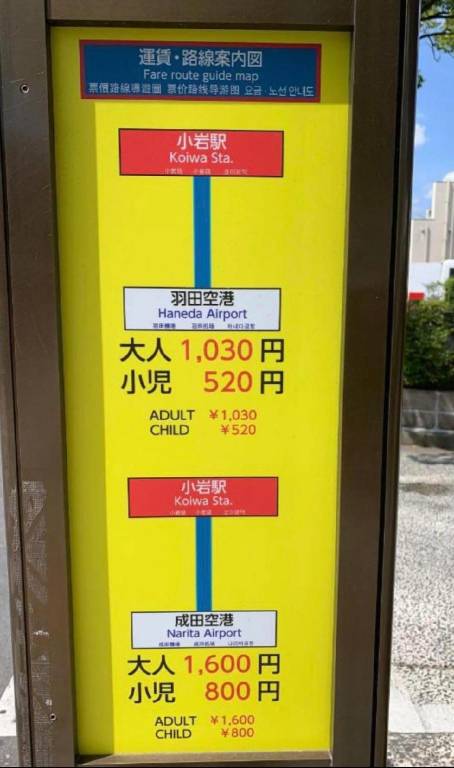 運賃・路線案内図
Fare route guide map
票價路線導遊圖 票价路线导游图 요금・노선안내도
小岩駅
Koiwa Sta.
羽田空港
Haneda Airport
大人 1,030 円
小児 520 円
ADULT ¥1,030
CHILD ¥520
小岩駅
Koiwa Sta.
成田空港
Narita Airport
大人 1,600 円
小児 800 円
ADULT ¥1,600
CHILD ¥800